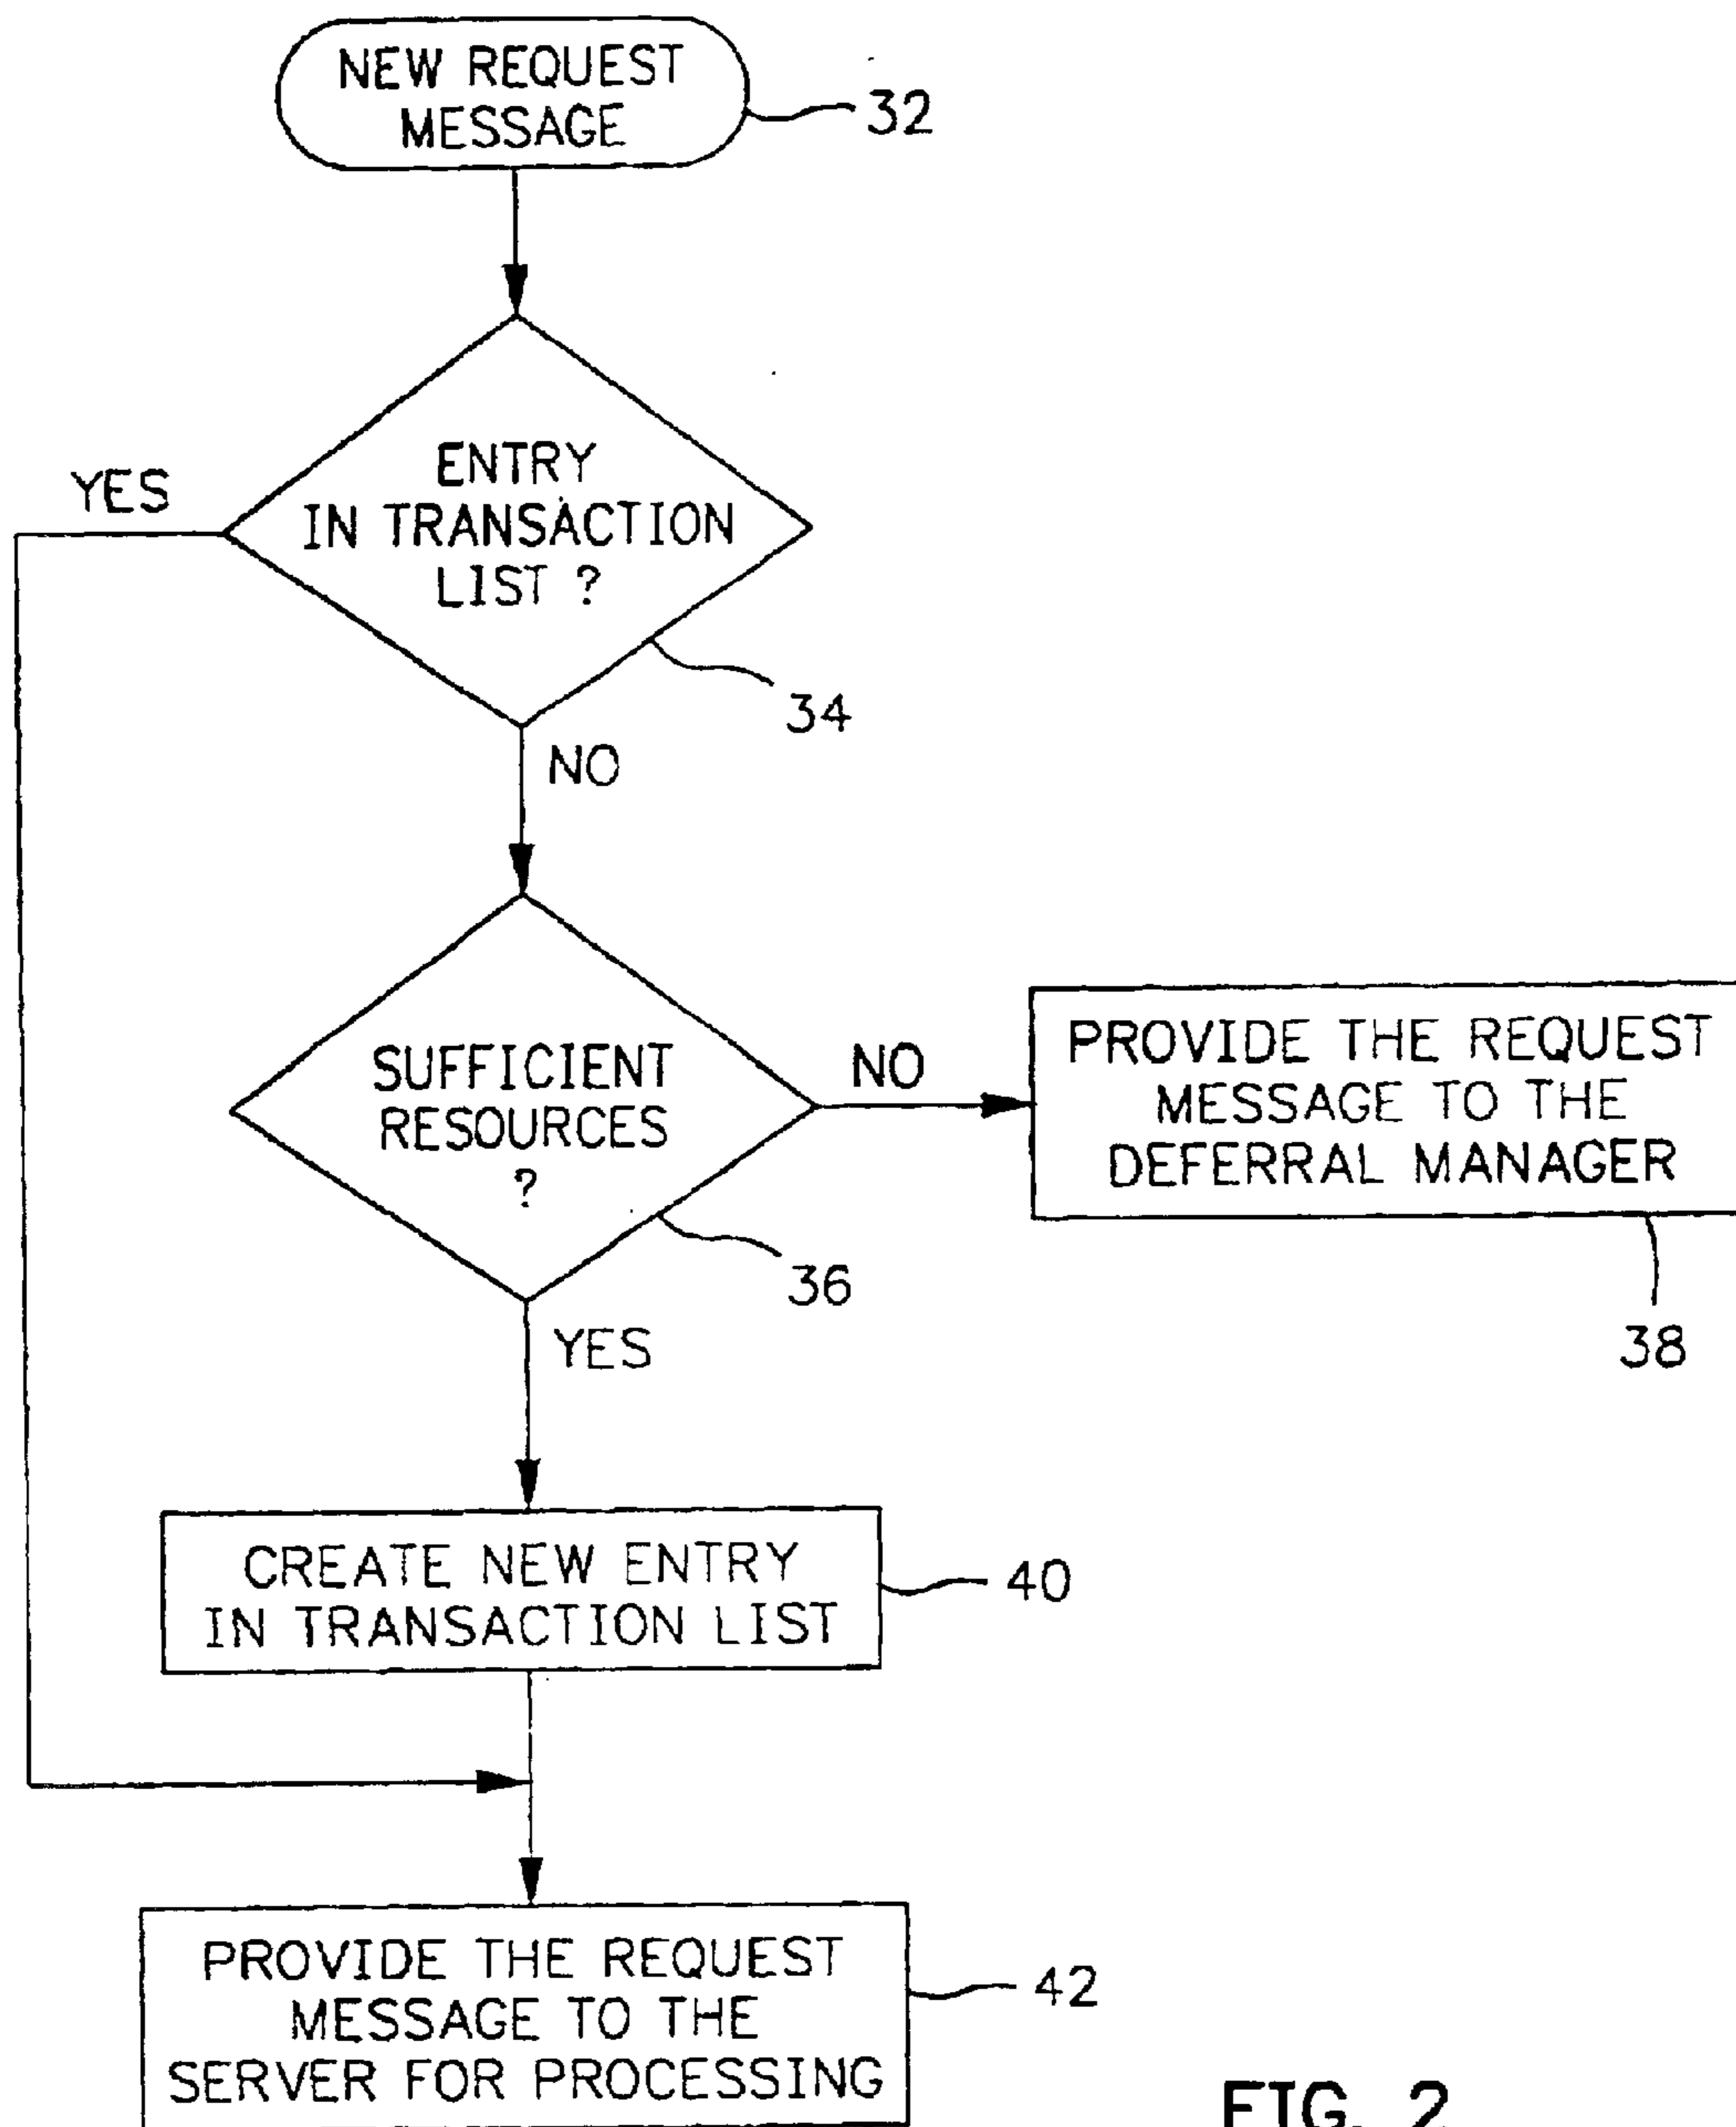 NEW REQUEST
MESSAGE
32
ENTRY
IN TRANSACTION
LIST ?
YES
34
NO
SUFFICIENT
RESOURCES
?
NO
36
PROVIDE THE REQUEST
MESSAGE TO THE
DEFERRAL MANAGER
38
YES
CREATE NEW ENTRY
IN TRANSACTION LIST
40
PROVIDE THE REQUEST
MESSAGE TO THE
SERVER FOR PROCESSING
42
FIG. 2